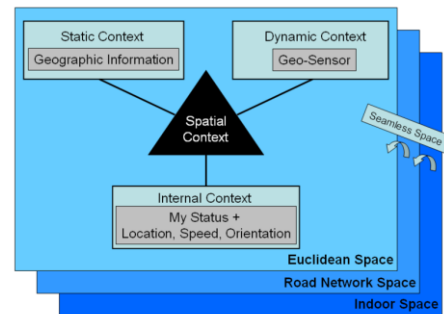 Static Context
Geographic Information
Dynamic Context
Geo-Sensor
Spatial
Context
Seamless Space
Internal Context
My Status +
Location, Speed, Orientation
Euclidean Space
Road Network Space
Indoor Space